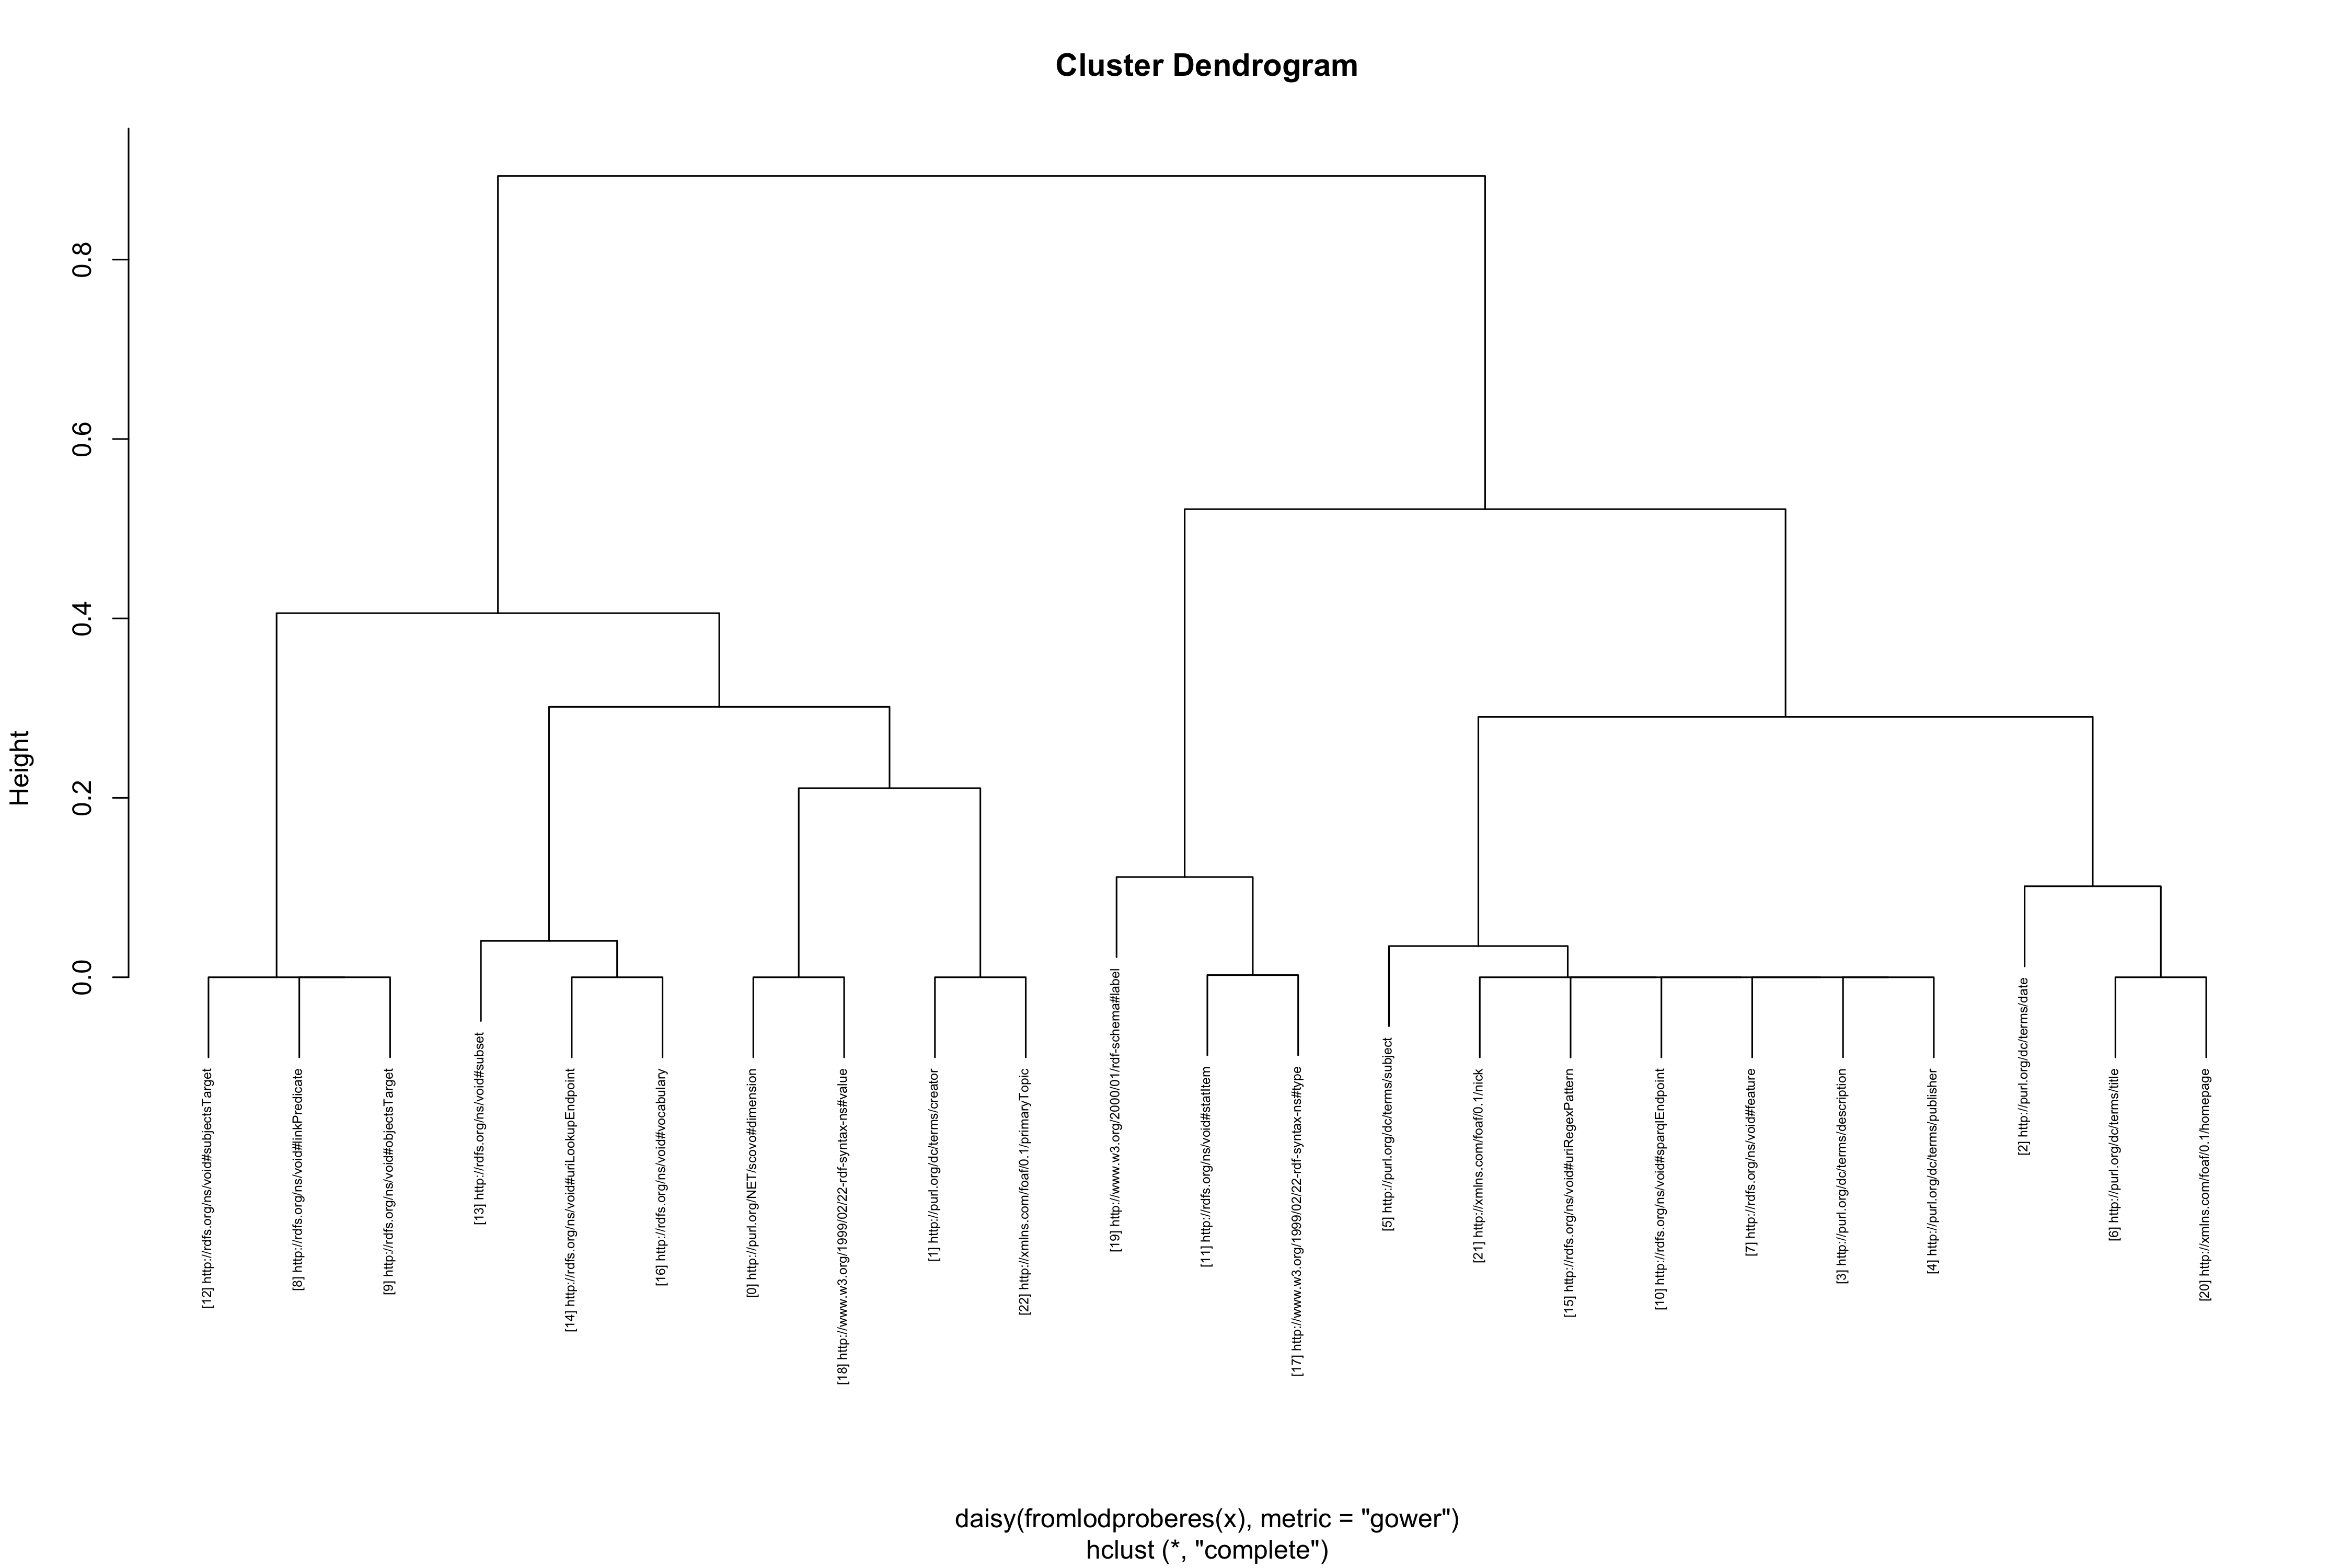 Cluster Dendrogram
Height
0.0
0.2
0.4
0.6
0.8
[12] http://rdfs.org/ns/void#subjectsTarget
[8] http://rdfs.org/ns/void#linkPredicate
[9] http://rdfs.org/ns/void#objectsTarget
[13] http://rdfs.org/ns/void#subset
[14] http://rdfs.org/ns/void#uriLookupEndpoint
[16] http://rdfs.org/ns/void#vocabulary
[0] http://purl.org/NET/scovo#dimension
[18] http://www.w3.org/1999/02/22-rdf-syntax-ns#value
[1] http://purl.org/dc/terms/creator
[22] http://xmlns.com/foaf/0.1/primaryTopic
[19] http://www.w3.org/2000/01/rdf-schema#label
[11] http://rdfs.org/ns/void#statItem
[17] http://www.w3.org/1999/02/22-rdf-syntax-ns#type
[5] http://purl.org/dc/terms/subject
[21] http://xmlns.com/foaf/0.1/nick
[15] http://rdfs.org/ns/void#uriRegexPattern
[10] http://rdfs.org/ns/void#sparqlEndpoint
[7] http://rdfs.org/ns/void#feature
[3] http://purl.org/dc/terms/description
[4] http://purl.org/dc/terms/publisher
[2] http://purl.org/dc/terms/date
[6] http://purl.org/dc/terms/title
[20] http://xmlns.com/foaf/0.1/homepage
daisy(fromlodproberes(x), metric = "gower")
hclust (*, "complete")